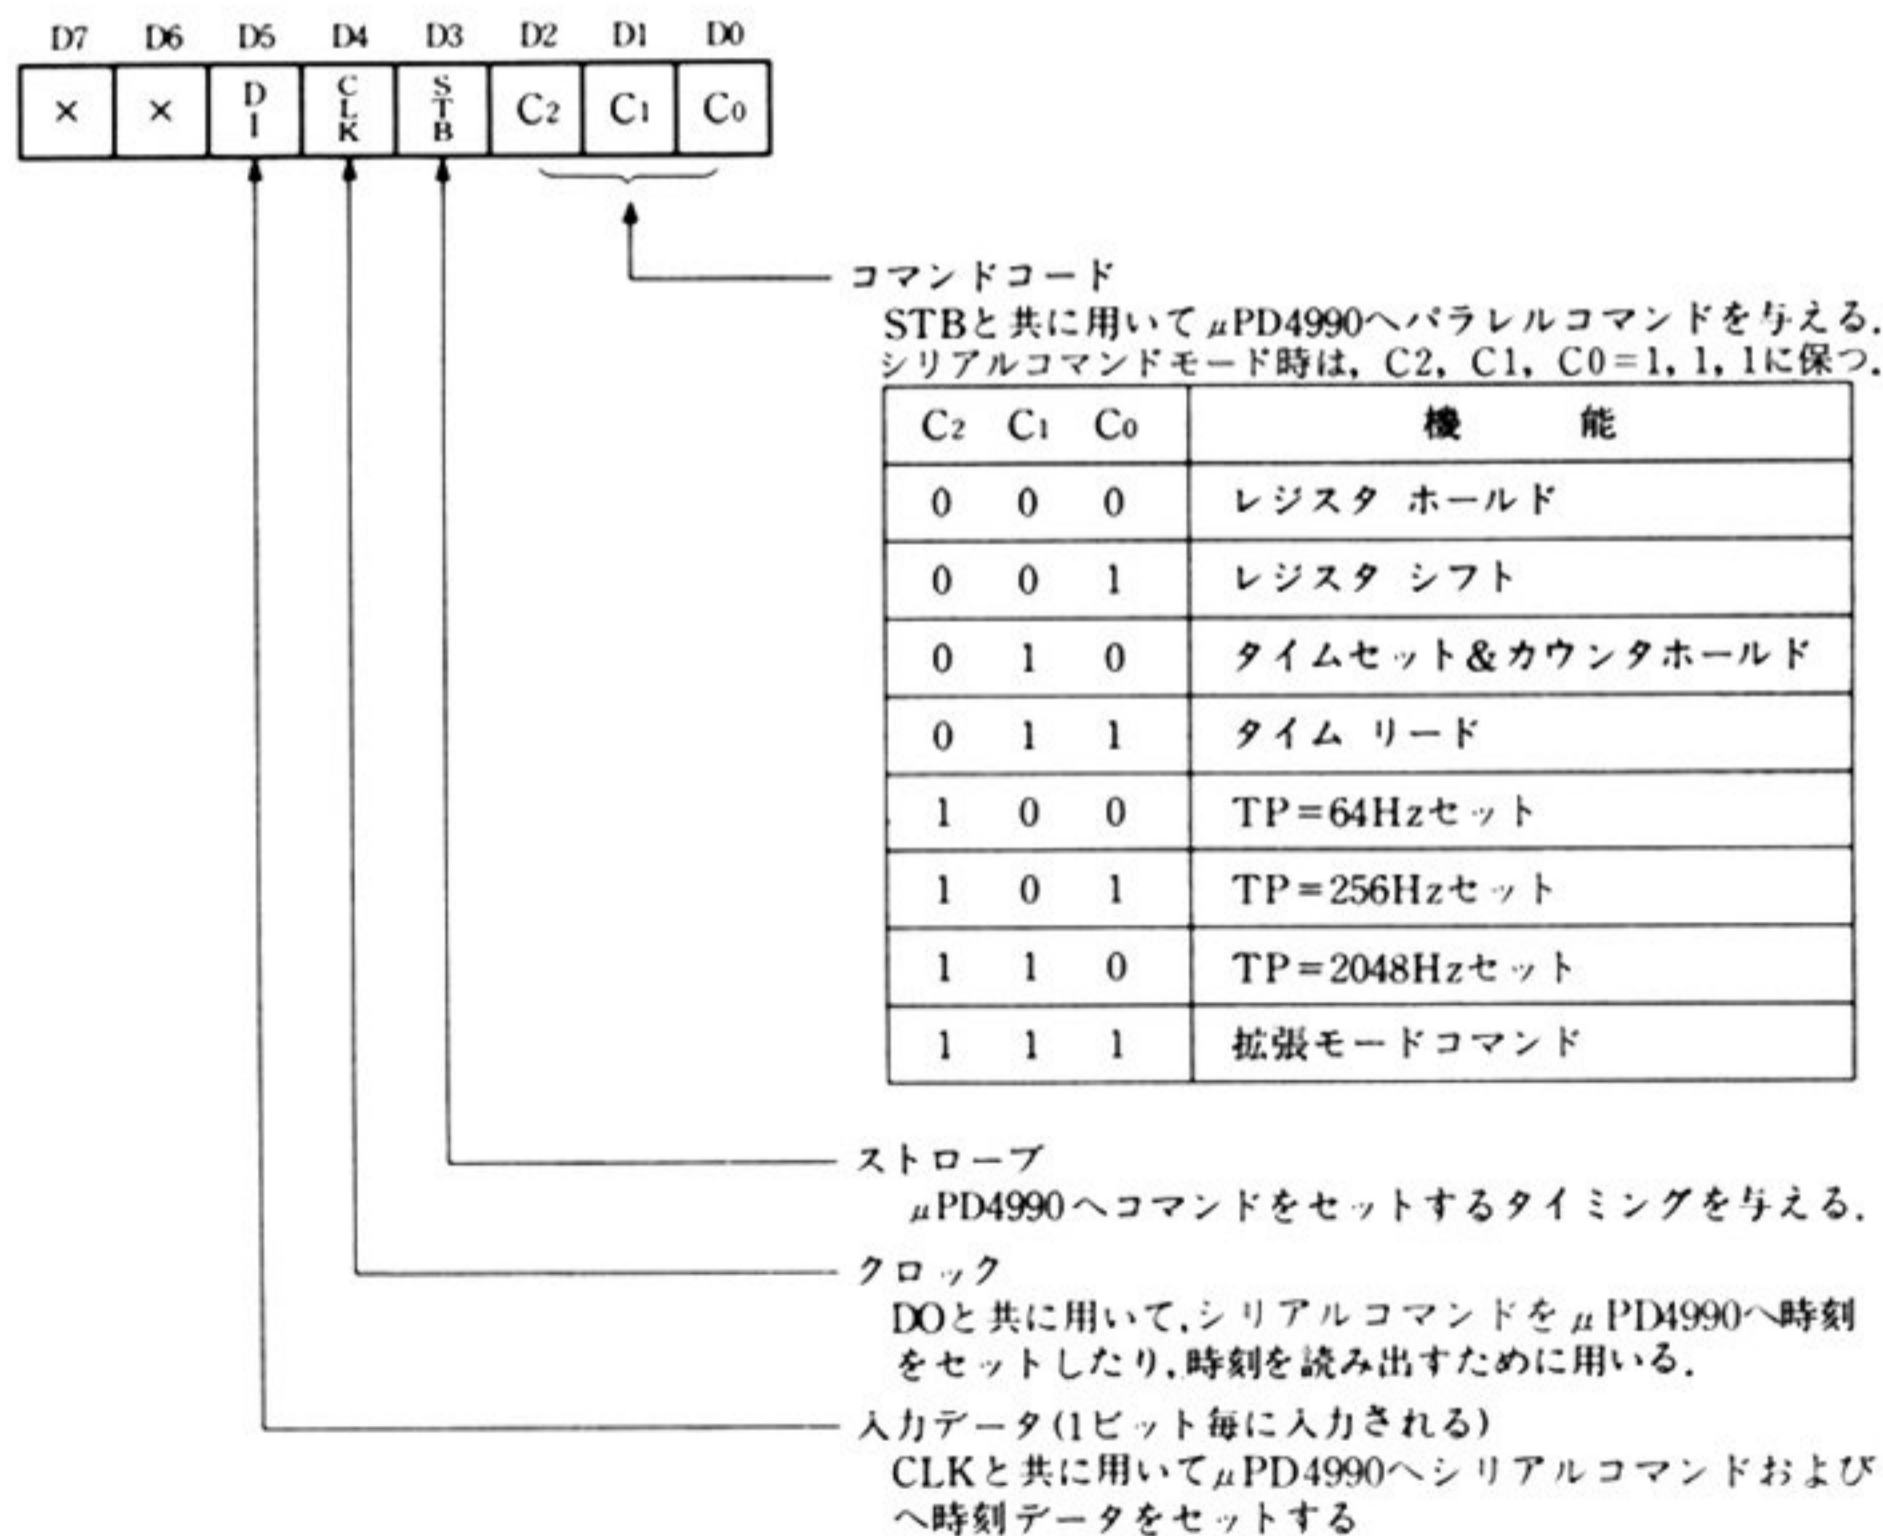 D7 D6 D5 D4 D3 D2 D1 D0
× × DI CLK STB C2 C1 C0
コマンドコード
STBと共に用いてμPD4990へパラレルコマンドを与える.
シリアルコマンドモード時は, C2, C1, C0=1, 1, 1に保つ.
C2 C1 C0 機 能
0 0 0 レジスタ ホールド
0 0 1 レジスタ シフト
0 1 0 タイムセット&カウンタホールド
0 1 1 タイム リード
1 0 0 TP=64Hzセット
1 0 1 TP=256Hzセット
1 1 0 TP=2048Hzセット
1 1 1 拡張モードコマンド
ストローブ
μPD4990へコマンドをセットするタイミングを与える.
クロック
DOと共に用いて,シリアルコマンドをμPD4990へ時刻
をセットしたり,時刻を読み出すために用いる.
入力データ(1ビット毎に入力される)
CLKと共に用いてμPD4990へシリアルコマンドおよび
へ時刻データをセットする